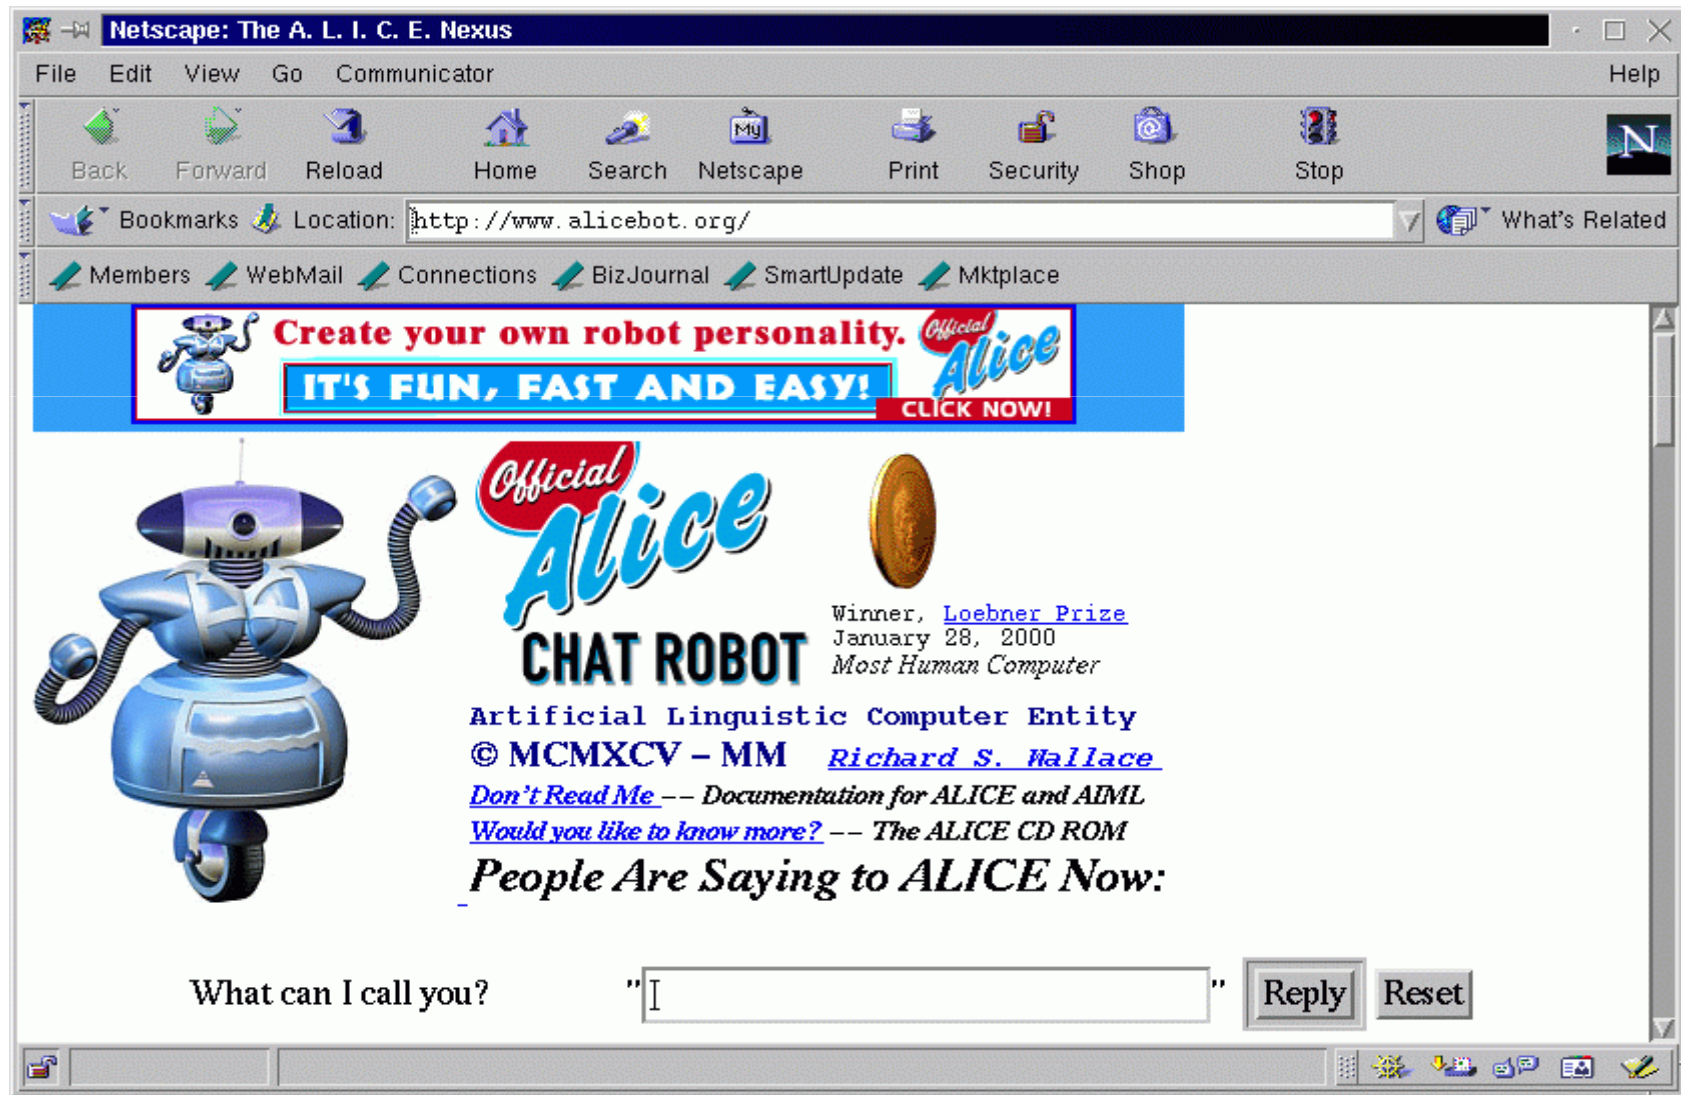 Netscape: The A. L. I. C. E. Nexus
File Edit View Go Communicator Help
Back Forward Reload Home Search Netscape Print Security Shop Stop
My
N
Bookmarks Location: http://www.alicebot.org/ What's Related
Members WebMail Connections BizJournal SmartUpdate Mktplace
Create your own robot personality.
IT'S FUN, FAST AND EASY!
Official
Alice
CLICK NOW!
Official
Alice
CHAT ROBOT
Winner, Loebner Prize
January 28, 2000
Most Human Computer
Artificial Linguistic Computer Entity
© MCMXCV – MM Richard S. Wallace
Don't Read Me –– Documentation for ALICE and AIML
Would you like to know more? –– The ALICE CD ROM
People Are Saying to ALICE Now:
What can I call you? " " Reply Reset